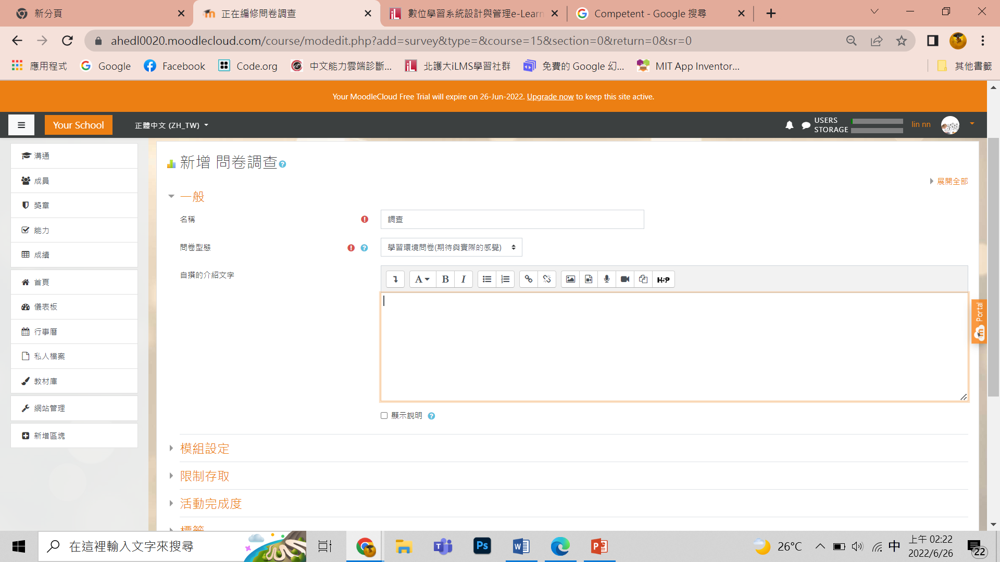 新分頁
正在編修問卷調查
數位學習系統設計與管理e-Learn
Competent - Google 搜尋
ahedl0020.moodlecloud.com/course/modedit.php?add=survey&type=&course=15&section=0&return=0&sr=0
應用程式
Google
Facebook
Code.org
中文能力雲端診斷...
北護大iLMS學習社群
免費的 Google 幻...
MIT App Inventor...
其他書籤
Your MoodleCloud Free Trial will expire on 26-Jun-2022. Upgrade now to keep this site active.
Your School
正體中文 (ZH_TW)
USERS
STORAGE
lin nn
溝通
成員
獎章
能力
成績
首頁
儀表板
行事曆
私人檔案
教材庫
網站管理
新增區塊
新增 問卷調查
展開全部
一般
名稱
調查
問卷型態
學習環境問卷(期待與實際的感覺)
自撰的介紹文字
A
B
I
H5P
顯示說明
模組設定
限制存取
活動完成度
標籤
Portal
在這裡輸入文字來搜尋
Ps
26°C
中
上午 02:22
2022/6/26
22